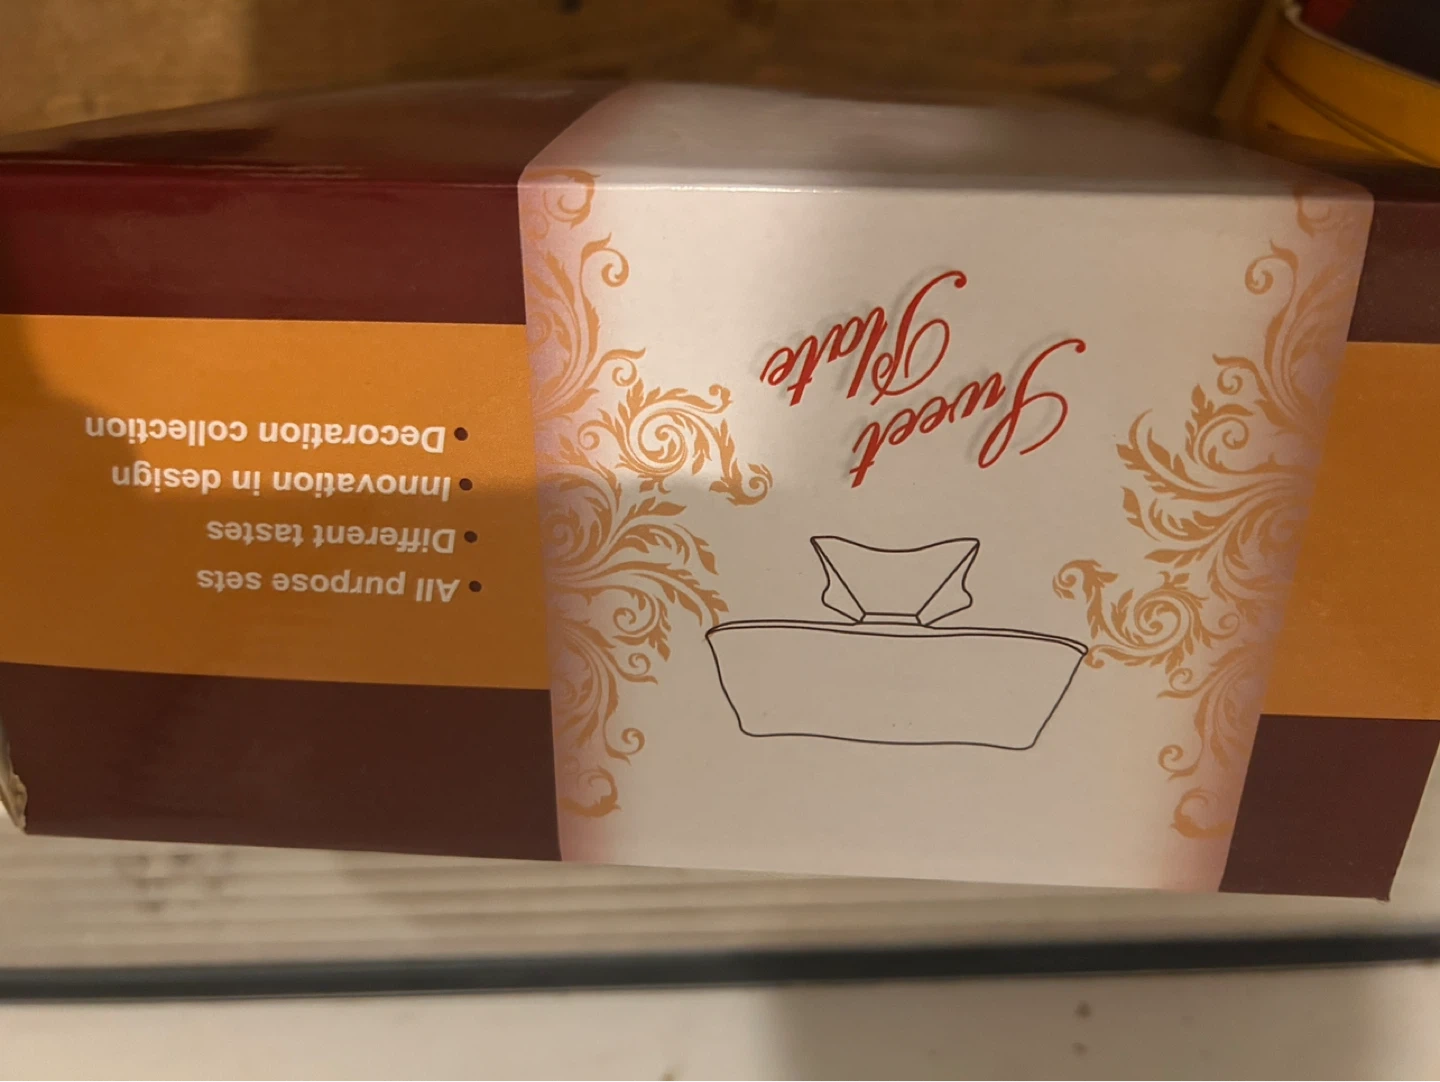 Sweet
Plate
• All purpose sets
• Different tastes
• Innovation in design
• Decoration collection